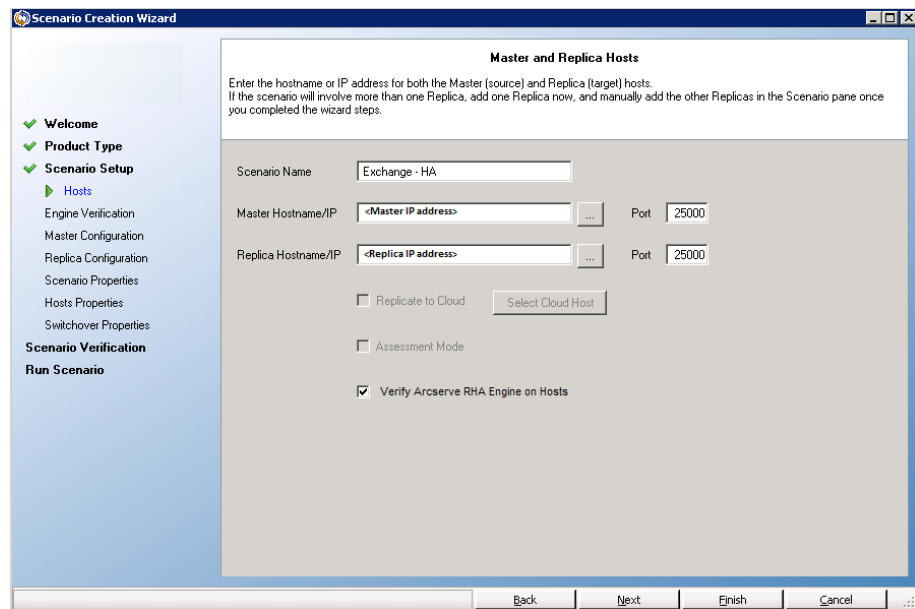 Scenario Creation Wizard
Master and Replica Hosts
Enter the hostname or IP address for both the Master (source) and Replica (target) hosts.
If the scenario will involve more than one Replica, add one Replica now, and manually add the other Replicas in the Scenario pane once
you completed the wizard steps.
Welcome
Product Type
Scenario Setup
Hosts
Engine Verification
Master Configuration
Replica Configuration
Scenario Properties
Hosts Properties
Switchover Properties
Scenario Verification
Run Scenario
Scenario Name Exchange - HA
Master Hostname/IP <Master IP address> ... Port 25000
Replica Hostname/IP <Replica IP address> ... Port 25000
Replicate to Cloud Select Cloud Host
Assessment Mode
Verify Arcserve RHA Engine on Hosts
Back Next Finish Cancel